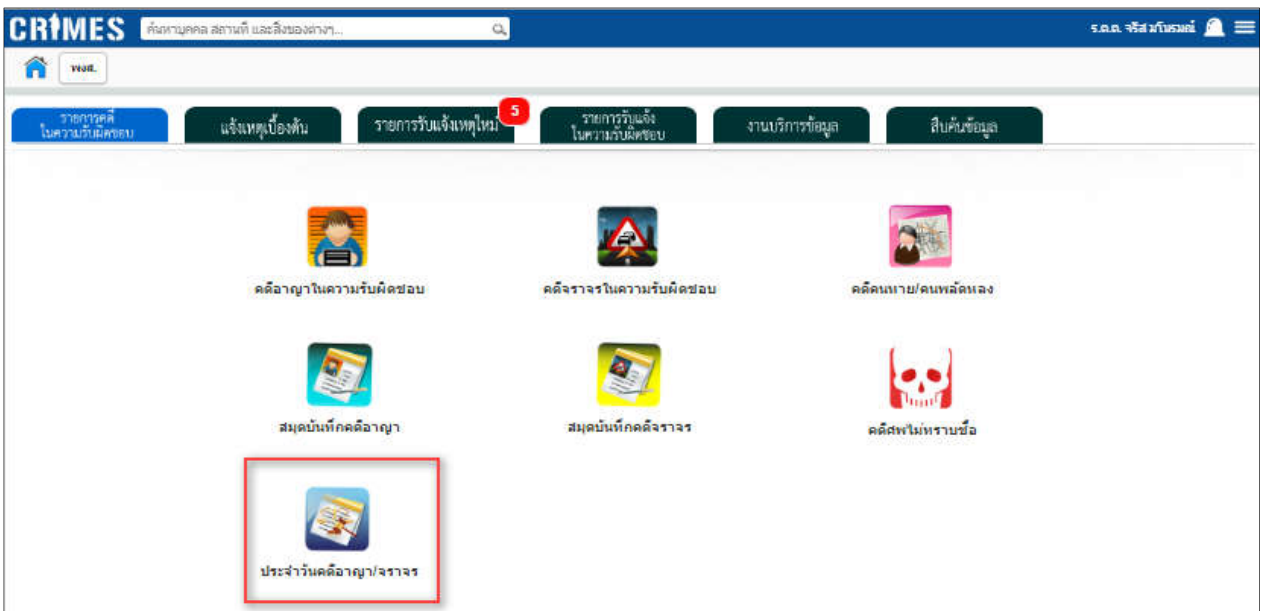 CRIMES
ค้นหาบุคคล สถานที่ และสิ่งของต่างๆ...
ร.ต.ต. จริส
พงส.
รายการคดี
ในความรับผิดชอบ
แจ้งเหตุเบื้องต้น
รายการรับแจ้งเหตุใหม่
5
รายการรับแจ้ง
ในความรับผิดชอบ
งานบริการข้อมูล
สืบค้นข้อมูล
คดีอาญาในความรับผิดชอบ
คดีจราจรในความรับผิดชอบ
คดีคนหาย/คนพลัดหลง
สมุดบันทึกคดีอาญา
สมุดบันทึกคดีจราจร
คดีศพไม่ทราบชื่อ
ประจำวันคดีอาญา/จราจร